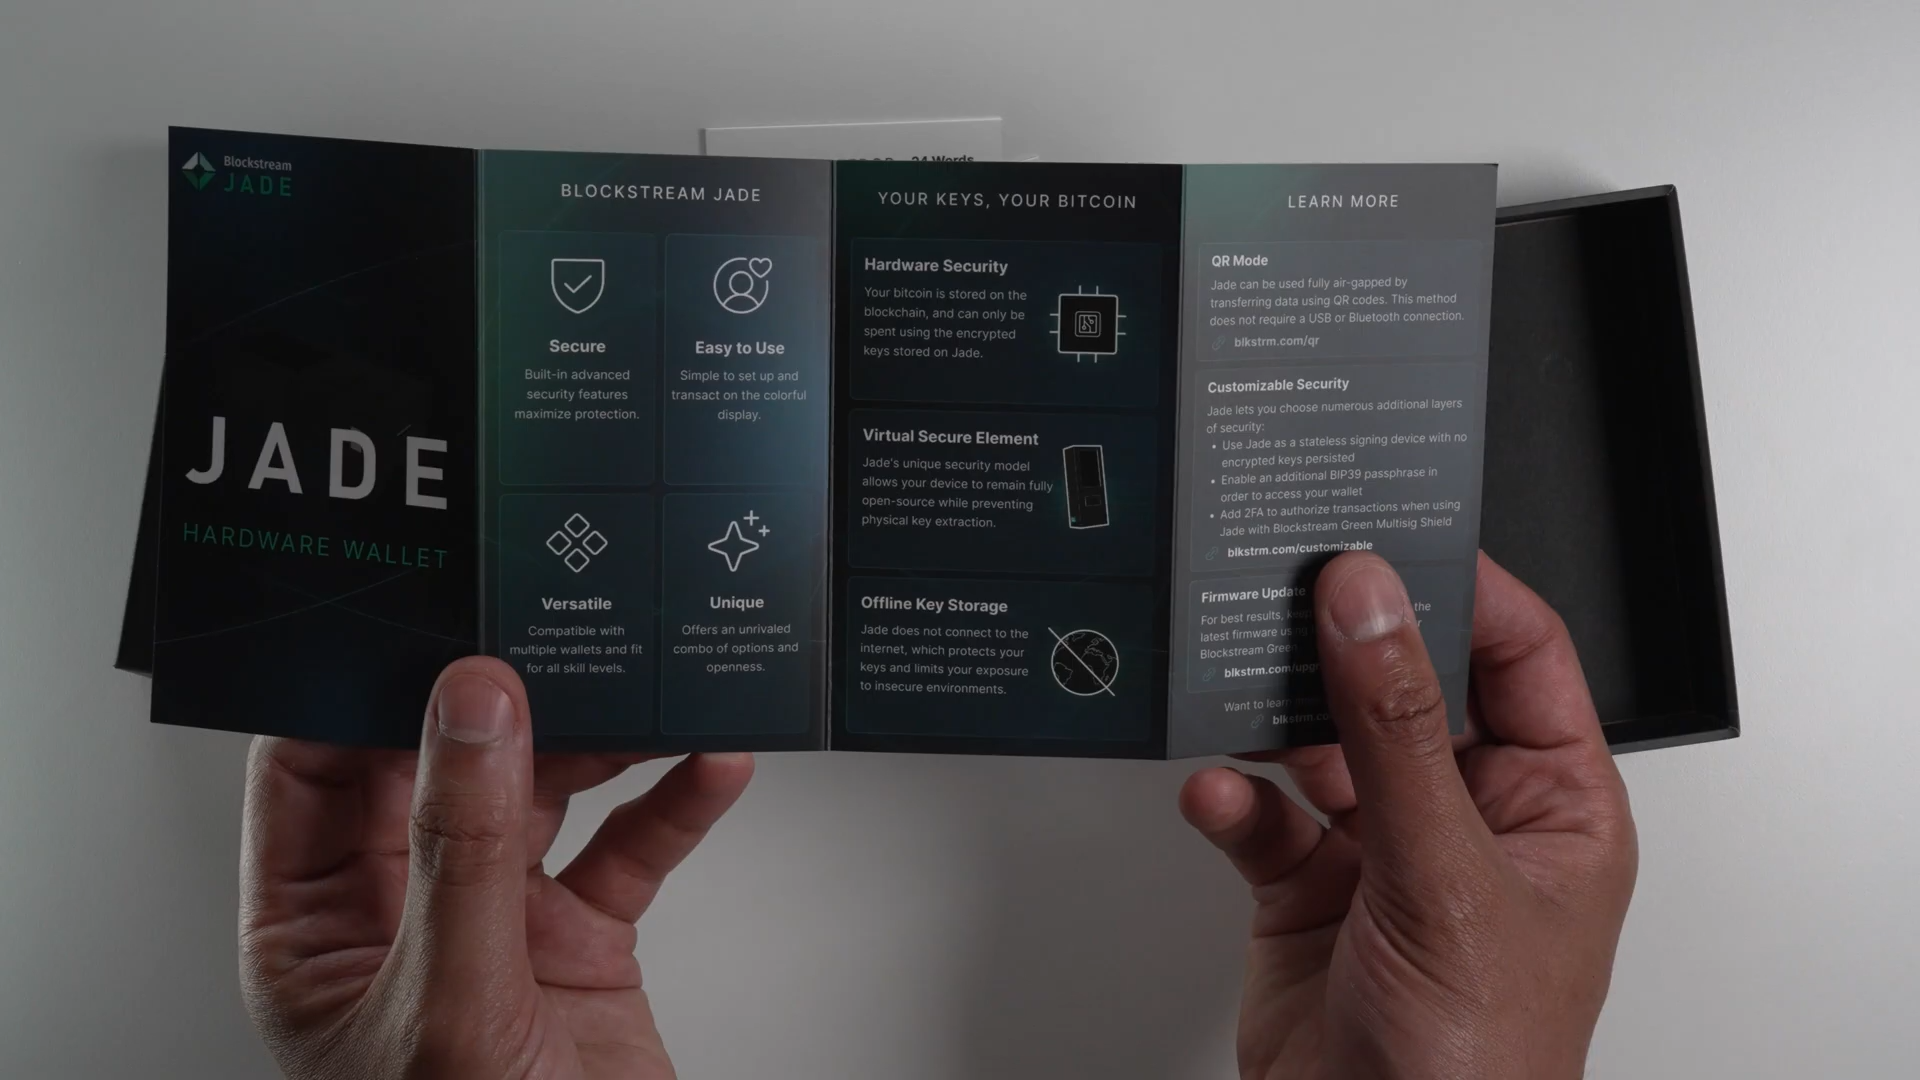 24 Words
Blockstream
JADE
JADE
HARDWARE WALLET
BLOCKSTREAM JADE
Secure
Built-in advanced
security features
maximize protection.
Easy to Use
Simple to set up and
transact on the colorful
display.
Versatile
Compatible with
multiple wallets and fit
for all skill levels.
Unique
Offers an unrivaled
combo of options and
openness.
YOUR KEYS, YOUR BITCOIN
Hardware Security
Your bitcoin is stored on the
blockchain, and can only be
spent using the encrypted
keys stored on Jade.
Virtual Secure Element
Jade's unique security model
allows your device to remain fully
open-source while preventing
physical key extraction.
Offline Key Storage
Jade does not connect to the
internet, which protects your
keys and limits your exposure
to insecure environments.
LEARN MORE
QR Mode
Jade can be used fully air-gapped by
transferring data using QR codes. This method
does not require a USB or Bluetooth connection.
blkstrm.com/qr
Customizable Security
Jade lets you choose numerous additional layers
of security:
• Use Jade as a stateless signing device with no
encrypted keys persisted
• Enable an additional BIP39 passphrase in
order to access your wallet
• Add 2FA to authorize transactions when using
Jade with Blockstream Green Multisig Shield
blkstrm.com/customizable
Firmware Update
For best results, the
latest firmware
Blockstream Green
Want to